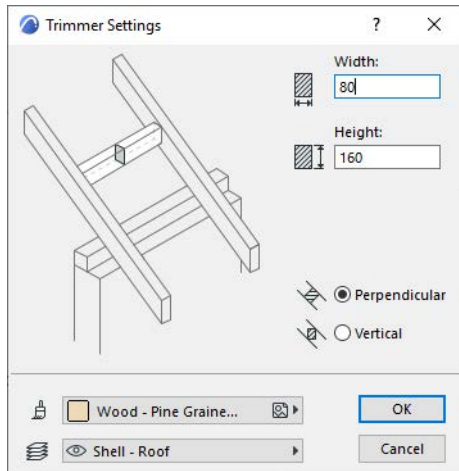 Trimmer Settings
Width:
80
Height:
160
Perpendicular
Vertical
Wood - Pine Graine...
OK
Shell - Roof
Cancel